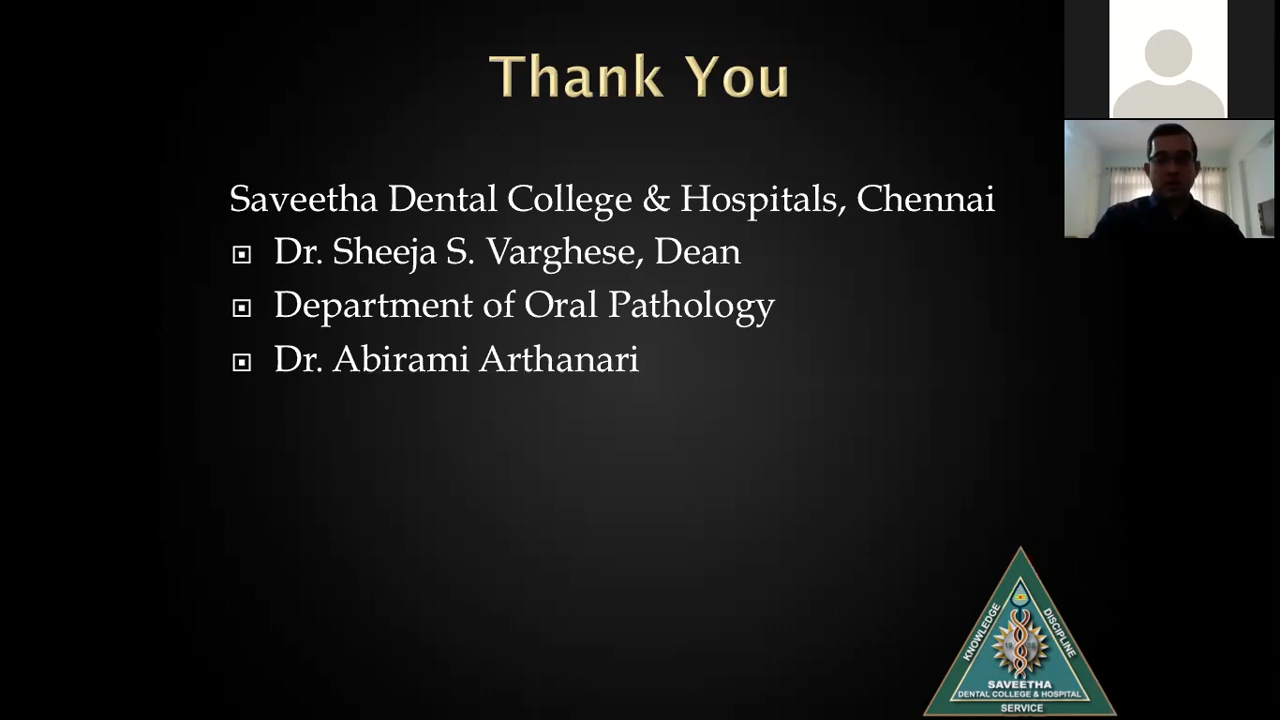 Thank You
Saveetha Dental College & Hospitals, Chennai
Dr. Sheeja S. Varghese, Dean
Department of Oral Pathology
Dr. Abirami Arthanari
KNOWLEDGE
DISCIPLINE
SAVEETHA
DENTAL COLLEGE & HOSPITAL
SERVICE